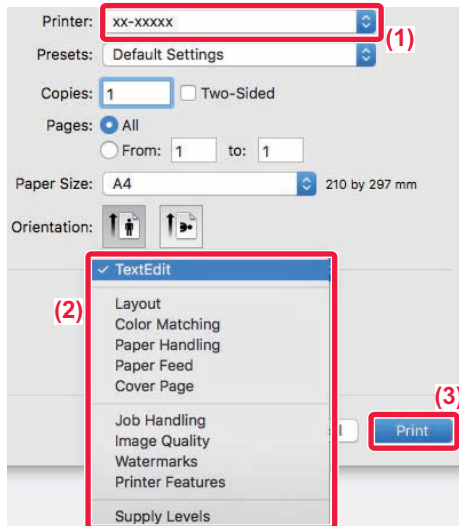 Printer: xx-xxxxx
(1)
Presets: Default Settings
Copies: 1 Two-Sided
Pages: All
From: 1 to: 1
Paper Size: A4 210 by 297 mm
Orientation:
✓ TextEdit
(2)
Layout
Color Matching
Paper Handling
Paper Feed
Cover Page
(3)
Job Handling
Image Quality
Watermarks
Printer Features
Print
Supply Levels